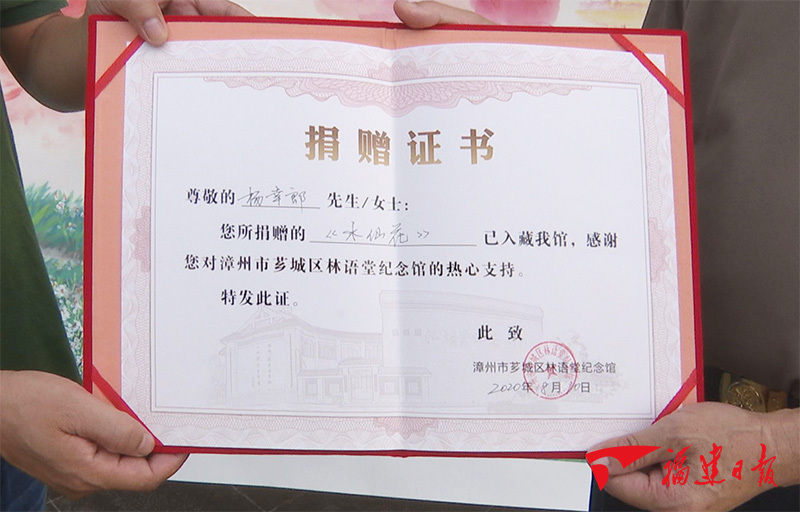 捐赠证书
尊敬的 杨幸郎 先生/女士:
您所捐赠的 《水仙花》 已入藏我馆,感谢
您对漳州市芗城区林语堂纪念馆的热心支持。
特发此证。
此 致
漳州市芗城区林语堂纪念馆
2020年8月10日
福建日报